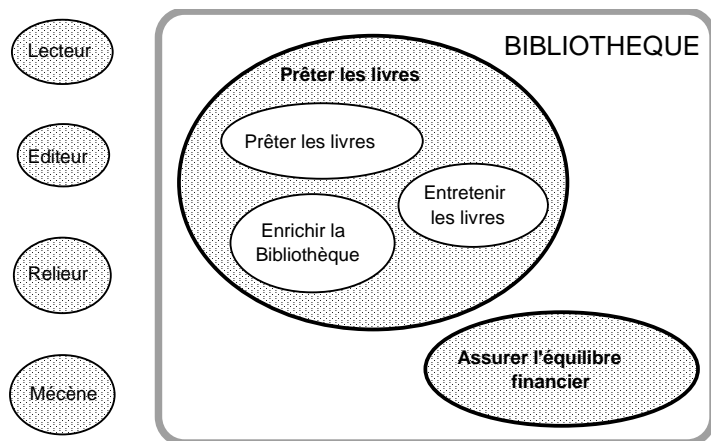 Lecteur
BIBLIOTHEQUE
Prêter les livres
Prêter les livres
Editeur
Entretenir
les livres
Enrichir la
Bibliothèque
Relieur
Assurer l'équilibre
financier
Mécène